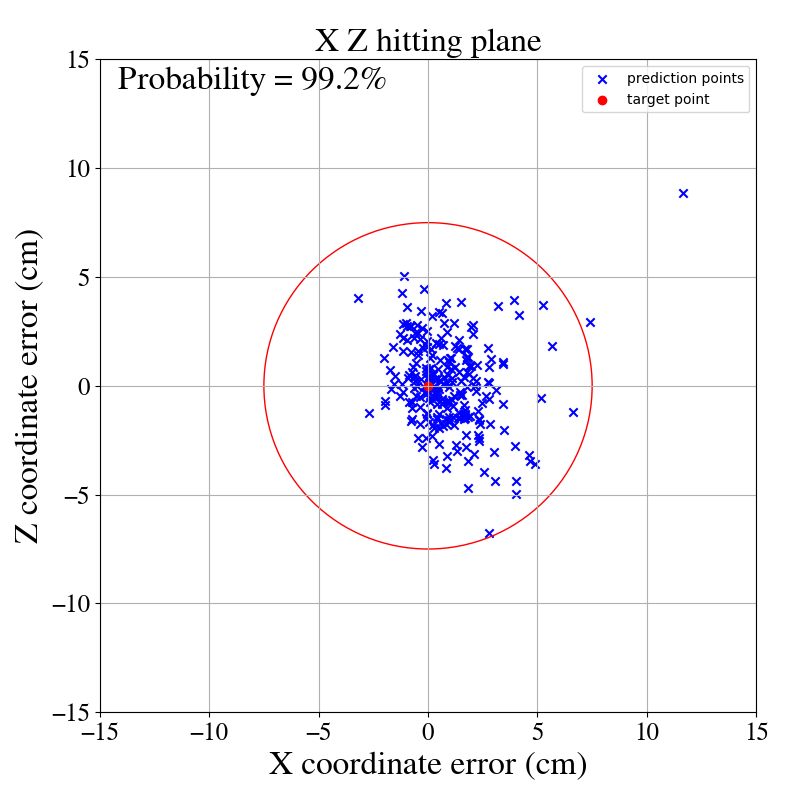 X Z hitting plane
Probability = 99.2%
prediction points
target point
15
10
5
0
−5
−10
−15
Z coordinate error (cm)
−15 −10 −5 0 5 10 15
X coordinate error (cm)